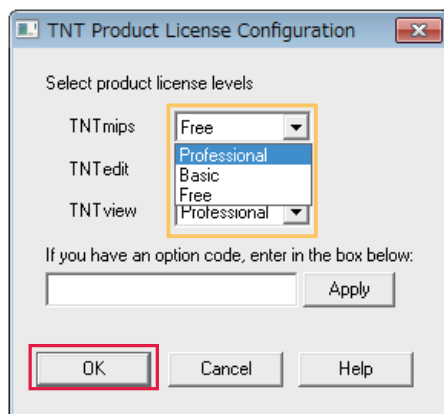 TNT Product License Configuration
Select product license levels
TNTmips
Free
Professional
TNTedit
Basic
Free
TNTview
Professional
If you have an option code, enter in the box below:
Apply
OK
Cancel
Help